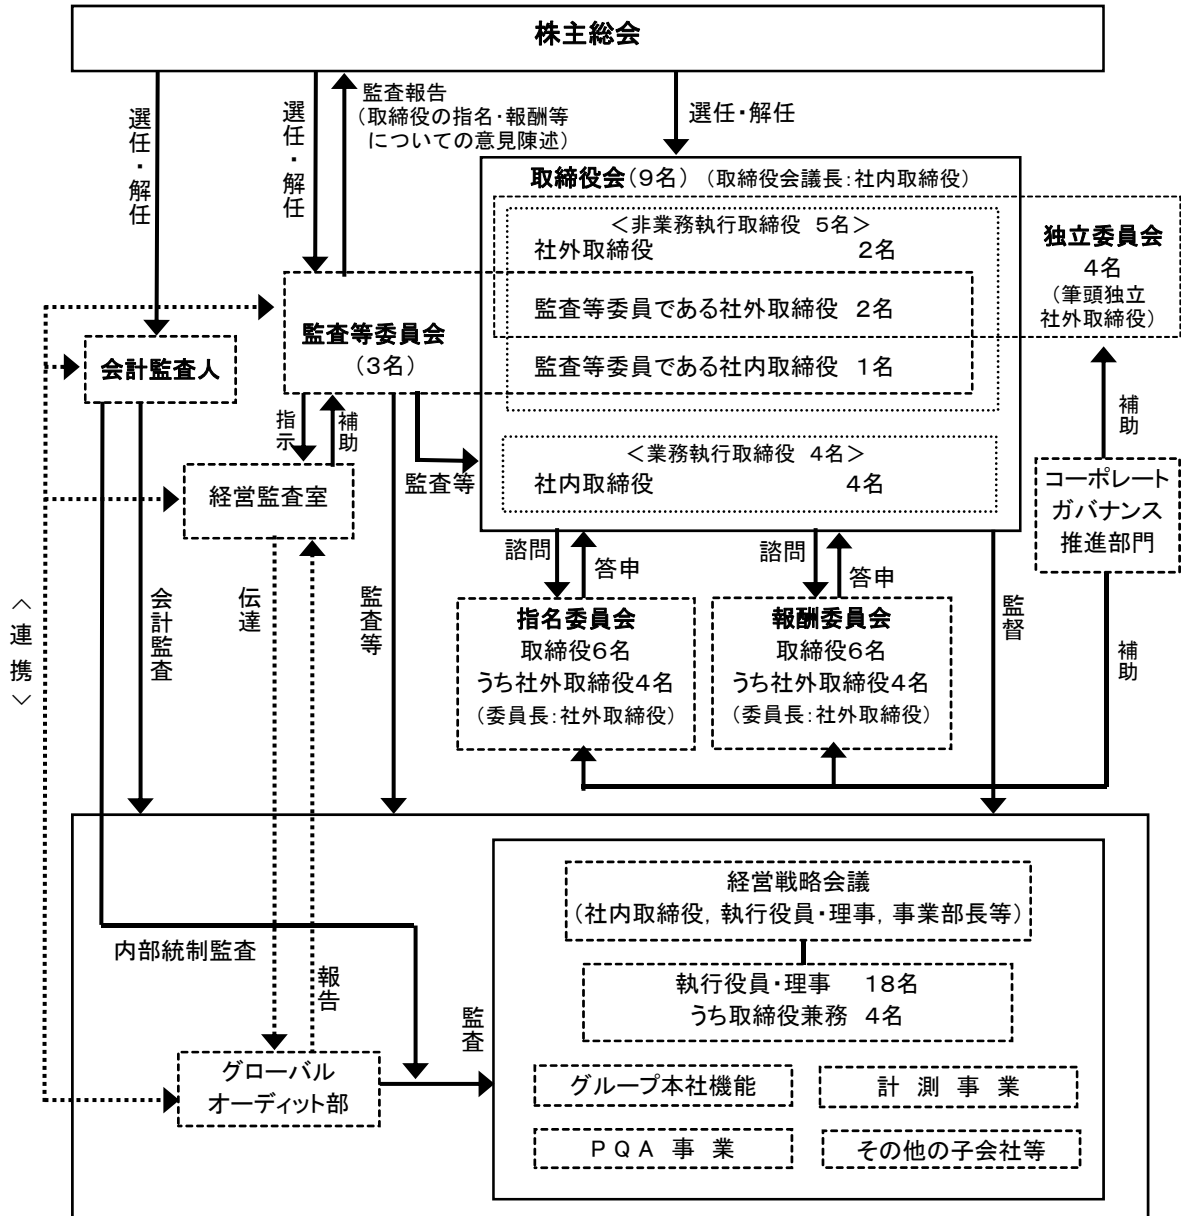 株主総会
選任・解任
選任・解任
監査報告
(取締役の指名・報酬等
についての意見陳述)
選任・解任
取締役会(9名) (取締役会議長:社内取締役)
<非業務執行取締役 5名>
社外取締役 2名
監査等委員である社外取締役 2名
監査等委員である社内取締役 1名
<業務執行取締役 4名>
社内取締役 4名
独立委員会
4名
(筆頭独立
社外取締役)
監査等委員会
(3名)
会計監査人
指示
補助
監査等
経営監査室
補助
コーポレート
ガバナンス
推進部門
諮問
答申
諮問
答申
指名委員会
取締役6名
うち社外取締役4名
(委員長:社外取締役)
報酬委員会
取締役6名
うち社外取締役4名
(委員長:社外取締役)
監督
補助
<連携>
会計監査
伝達
監査等
経営戦略会議
(社内取締役,執行役員・理事,事業部長等)
執行役員・理事 18名
うち取締役兼務 4名
内部統制監査
報告
監査
グローバル
オーディット部
グループ本社機能
計 測 事 業
PQA 事 業
その他の子会社等